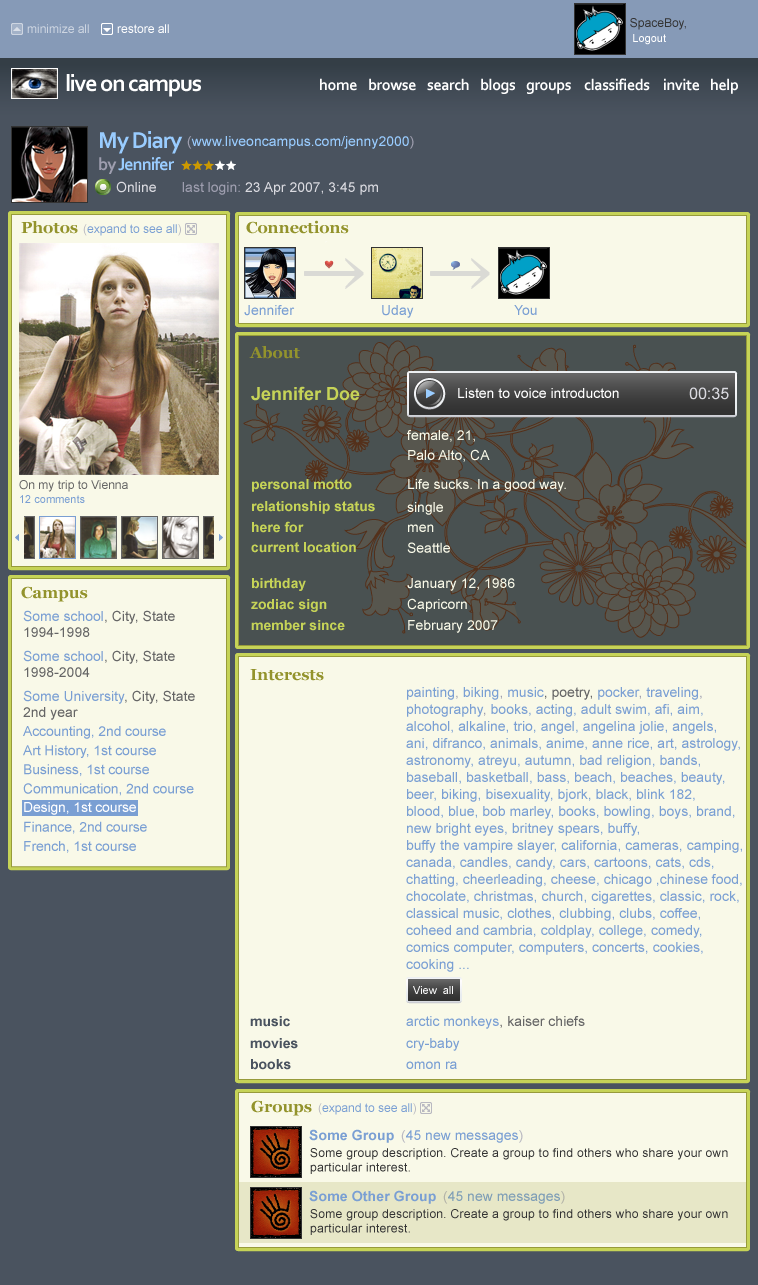 minimize all
restore all
SpaceBoy,
Logout
live on campus
home browse search blogs groups classifieds invite help
My Diary (www.liveoncampus.com/jenny2000)
by Jennifer
Online last login: 23 Apr 2007, 3:45 pm
Photos (expand to see all)
On my trip to Vienna
12 comments
Campus
Some school, City, State
1994-1998
Some school, City, State
1998-2004
Some University, City, State
2nd year
Accounting, 2nd course
Art History, 1st course
Business, 1st course
Communication, 2nd course
Design, 1st course
Finance, 2nd course
French, 1st course
Connections
Jennifer Uday You
About
Jennifer Doe
Listen to voice introducton 00:35
female, 21,
Palo Alto, CA
personal motto Life sucks. In a good way.
relationship status single
here for men
current location Seattle
birthday January 12, 1986
zodiac sign Capricorn
member since February 2007
Interests
painting, biking, music, poetry, pocker, traveling,
photography, books, acting, adult swim, afi, aim,
alcohol, alkaline, trio, angel, angelina jolie, angels,
ani, difranco, animals, anime, anne rice, art, astrology,
astronomy, atreyu, autumn, bad religion, bands,
baseball, basketball, bass, beach, beaches, beauty,
beer, biking, bisexuality, bjork, black, blink 182,
blood, blue, bob marley, books, bowling, boys, brand,
new bright eyes, britney spears, buffy,
buffy the vampire slayer, california, cameras, camping,
canada, candles, candy, cars, cartoons, cats, cds,
chatting, cheerleading, cheese, chicago ,chinese food,
chocolate, christmas, church, cigarettes, classic, rock,
classical music, clothes, clubbing, clubs, coffee,
coheed and cambria, coldplay, college, comedy,
comics computer, computers, concerts, cookies,
cooking ...
View all
music arctic monkeys, kaiser chiefs
movies cry-baby
books omon ra
Groups (expand to see all)
Some Group (45 new messages)
Some group description. Create a group to find others who share your own
particular interest.
Some Other Group (45 new messages)
Some group description. Create a group to find others who share your own
particular interest.